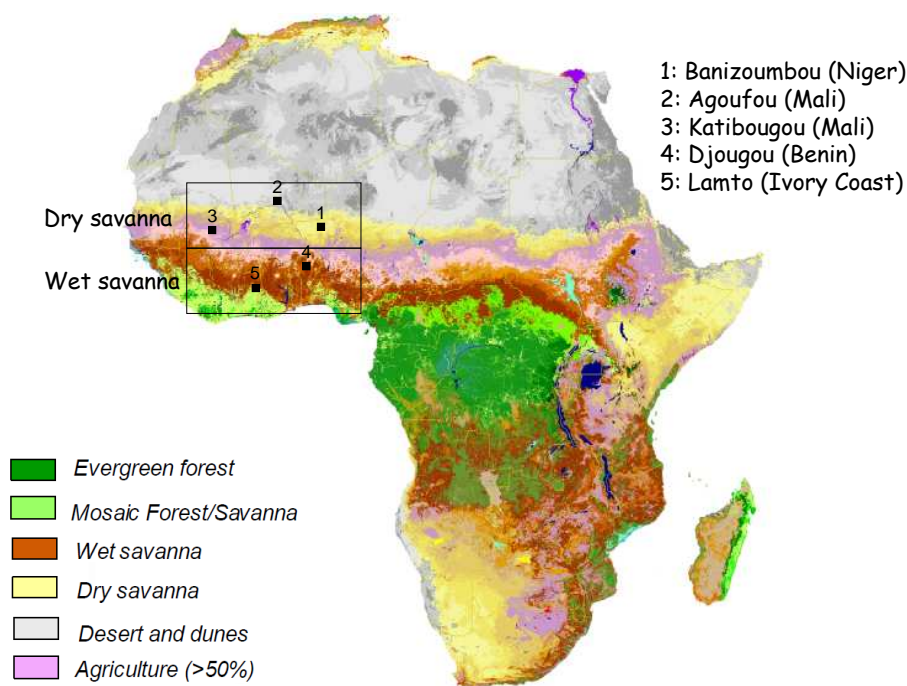 1: Banizoumbou (Niger)
2: Agoufou (Mali)
3: Katibougou (Mali)
4: Djougou (Benin)
5: Lamto (Ivory Coast)
2
Dry savanna
3
1
4
Wet savanna
5
Evergreen forest
Mosaic Forest/Savanna
Wet savanna
Dry savanna
Desert and dunes
Agriculture (>50%)